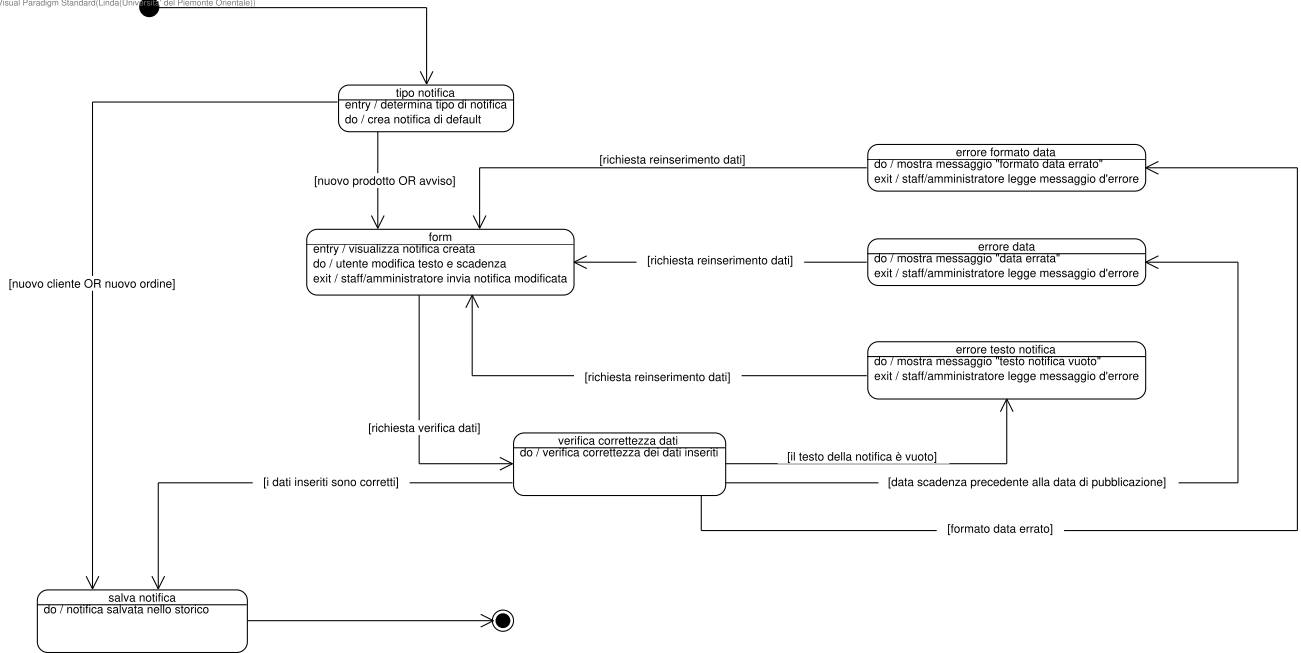 Visual Paradigm Standard(Linda(Universita' del Piemonte Orientale))
tipo notifica
entry / determina tipo di notifica
do / crea notifica di default
errore formato data
do / mostra messaggio "formato data errato"
exit / staff/amministratore legge messaggio d'errore
[richiesta reinserimento dati]
[nuovo prodotto OR avviso]
form
entry / visualizza notifica creata
do / utente modifica testo e scadenza
exit / staff/amministratore invia notifica modificata
errore data
do / mostra messaggio "data errata"
exit / staff/amministratore legge messaggio d'errore
[richiesta reinserimento dati]
[nuovo cliente OR nuovo ordine]
errore testo notifica
do / mostra messaggio "testo notifica vuoto"
exit / staff/amministratore legge messaggio d'errore
[richiesta reinserimento dati]
[richiesta verifica dati]
verifica correttezza dati
do / verifica correttezza dei dati inseriti
[il testo della notifica è vuoto]
[i dati inseriti sono corretti]
[data scadenza precedente alla data di pubblicazione]
[formato data errato]
salva notifica
do / notifica salvata nello storico